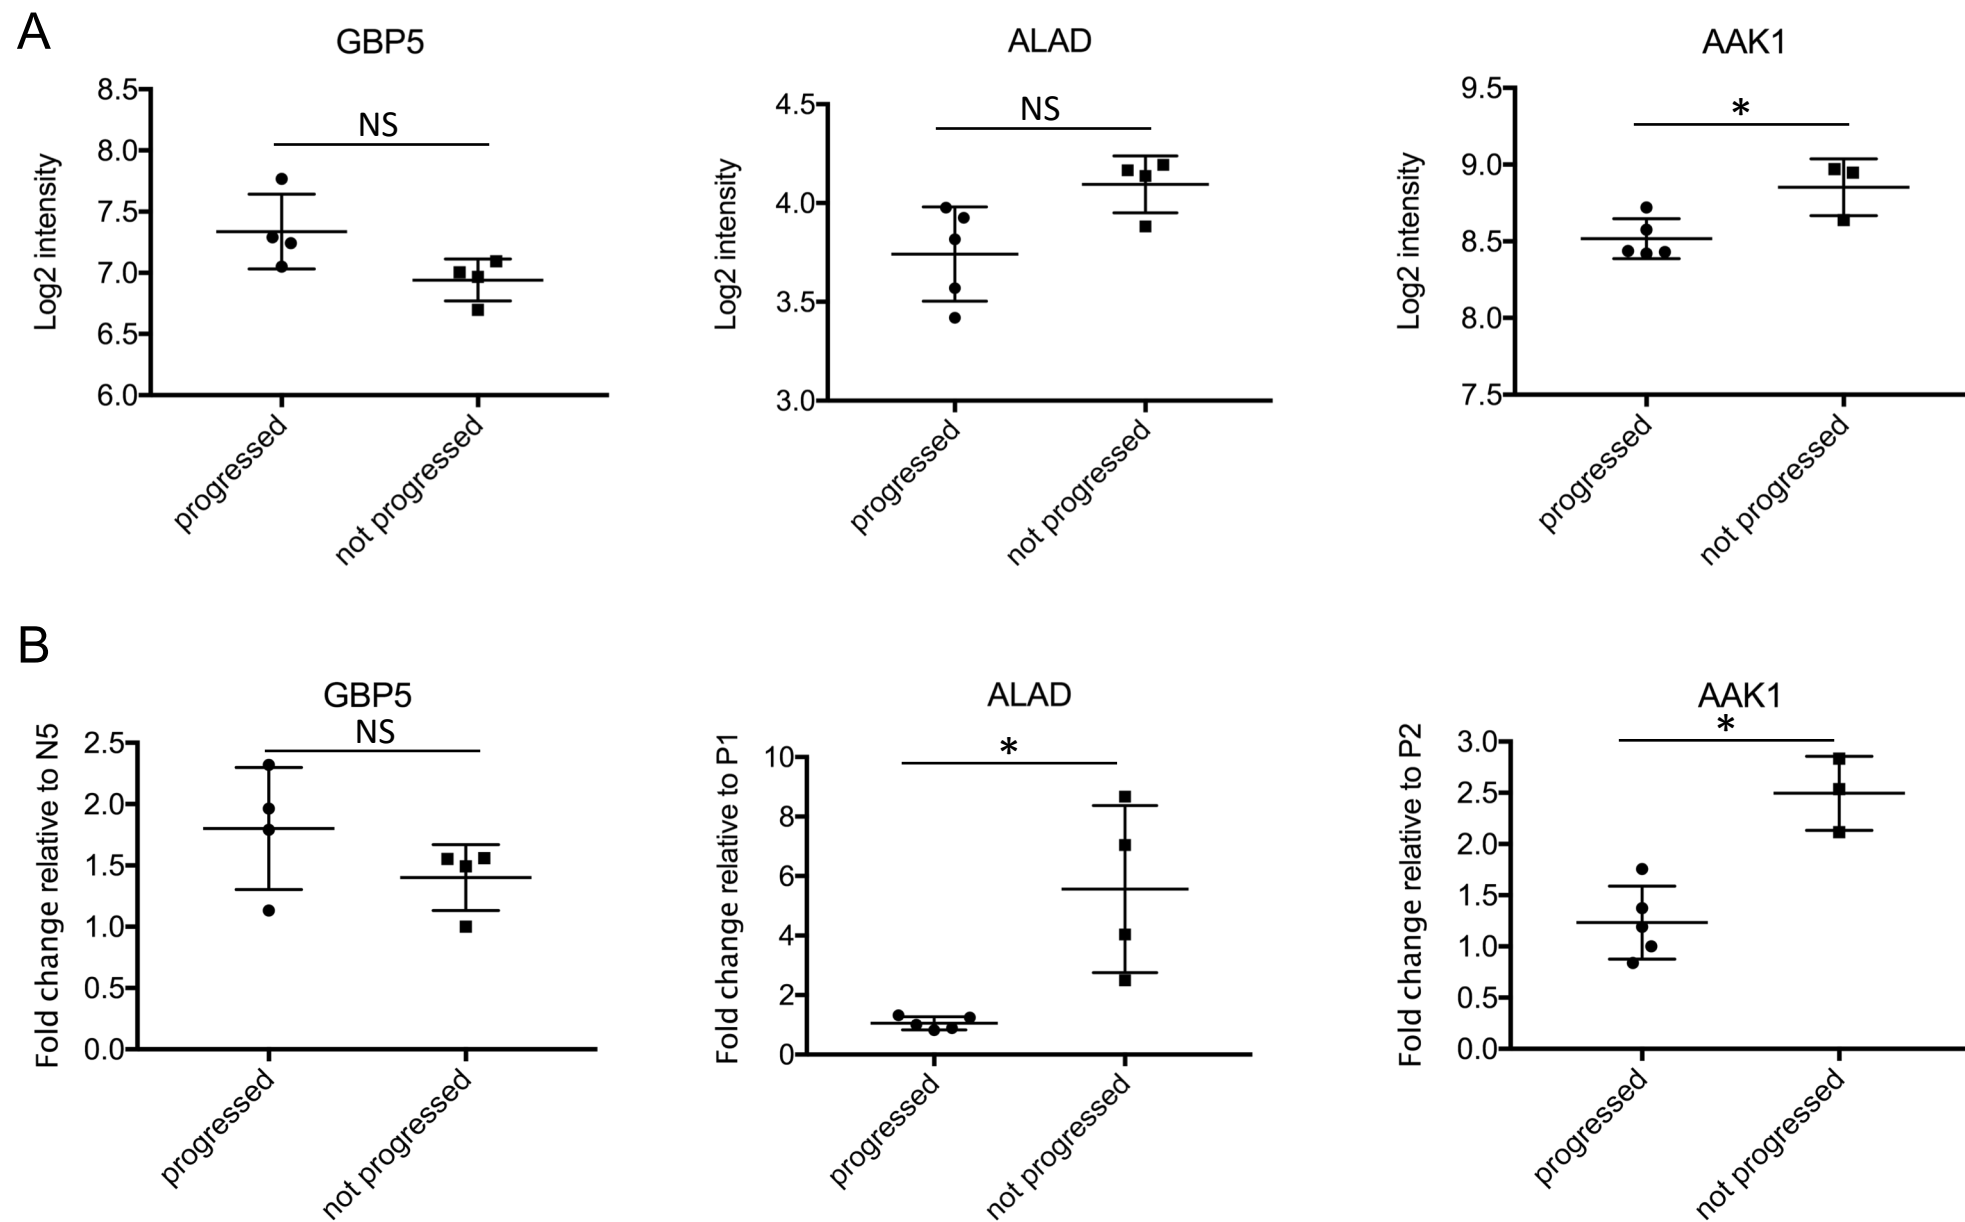 A
GBP5
8.5
8.0
7.5
7.0
6.5
6.0
Log2 intensity
NS
progressed
not progressed
ALAD
4.5
4.0
3.5
3.0
Log2 intensity
NS
progressed
not progressed
AAK1
9.5
9.0
8.5
8.0
7.5
Log2 intensity
*
progressed
not progressed
B
GBP5
2.5
2.0
1.5
1.0
0.5
0.0
Fold change relative to N5
NS
progressed
not progressed
ALAD
10
8
6
4
2
0
Fold change relative to P1
*
progressed
not progressed
AAK1
3.0
2.5
2.0
1.5
1.0
0.5
0.0
Fold change relative to P2
*
progressed
not progressed